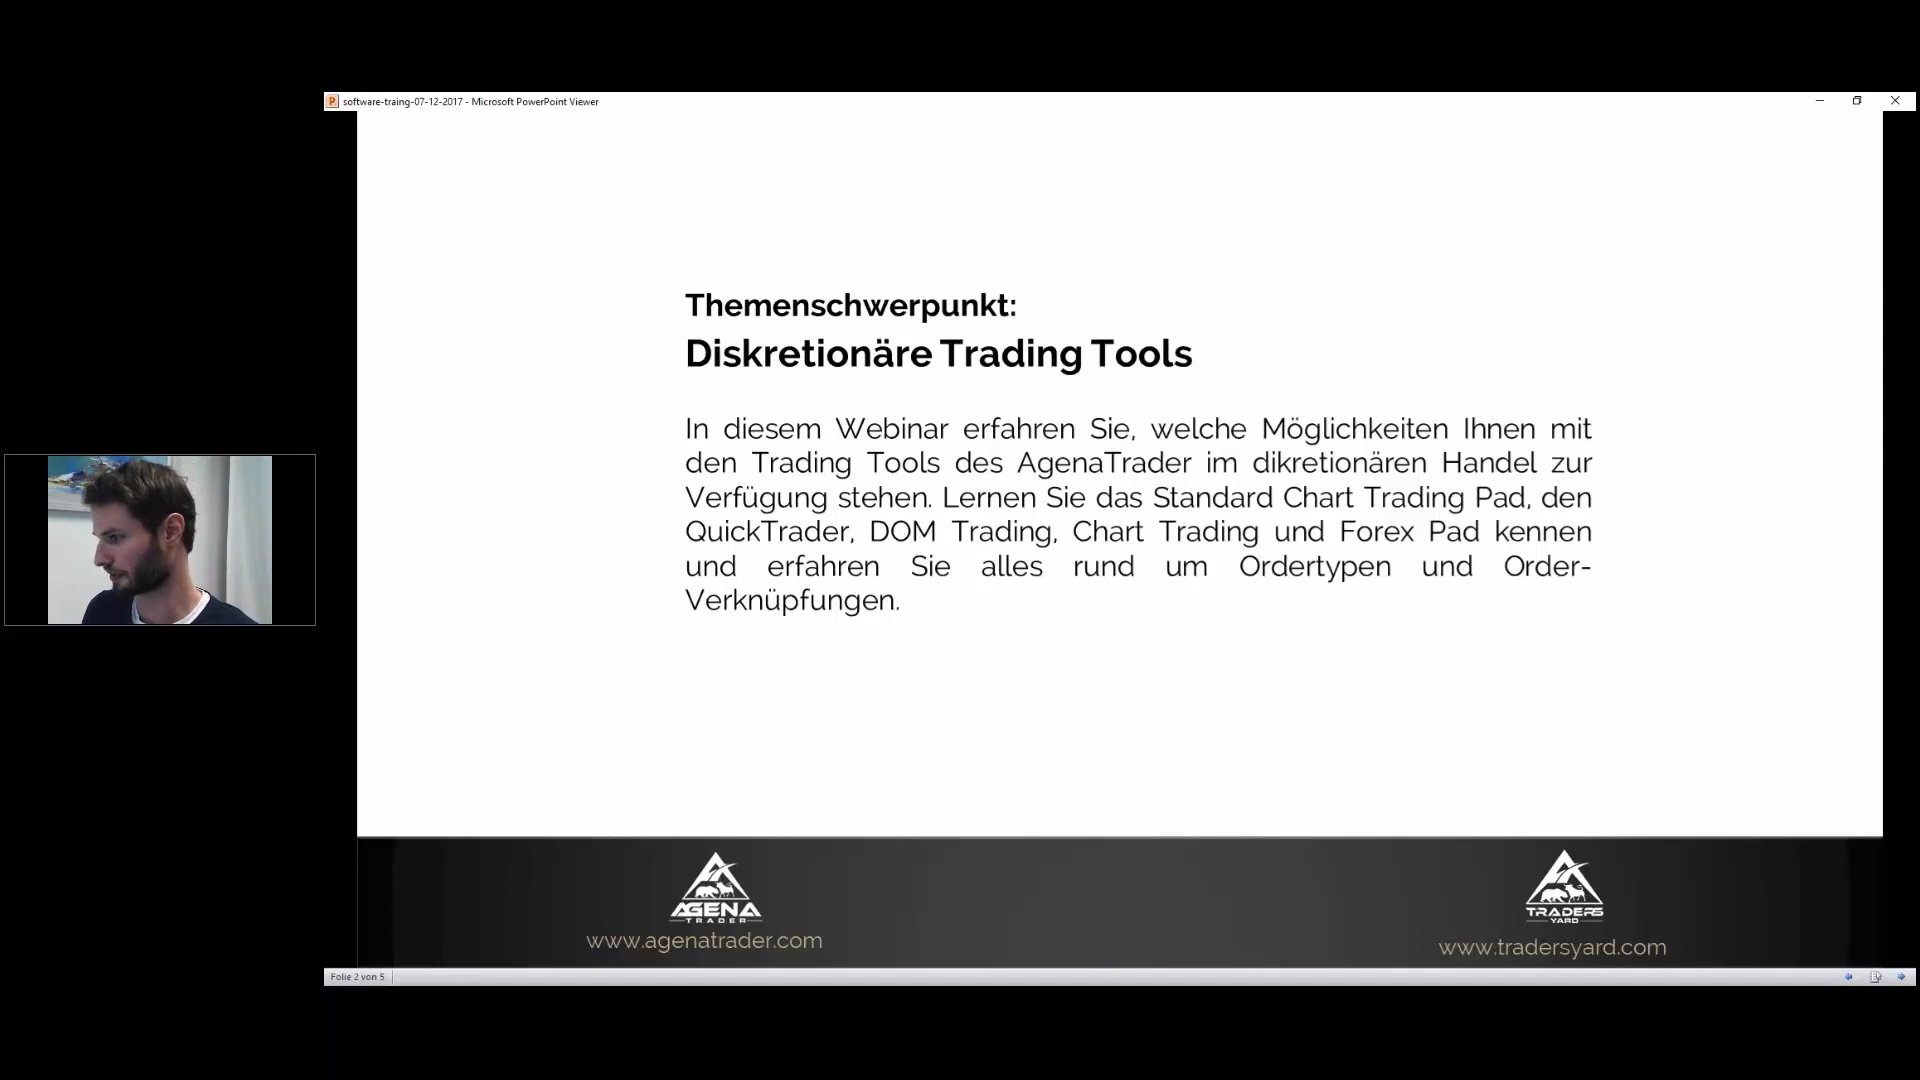 software-traing-07-12-2017 - Microsoft PowerPoint Viewer
Themenschwerpunkt:
Diskretionäre Trading Tools
In diesem Webinar erfahren Sie, welche Möglichkeiten Ihnen mit
den Trading Tools des AgenaTrader im dikretionären Handel zur
Verfügung stehen. Lernen Sie das Standard Chart Trading Pad, den
QuickTrader, DOM Trading, Chart Trading und Forex Pad kennen
und erfahren Sie alles rund um Ordertypen und Order-
Verknüpfungen.
AGENA
TRADER
www.agenatrader.com
TRADERS
YARD
www.tradersyard.com
Folie 2 von 5